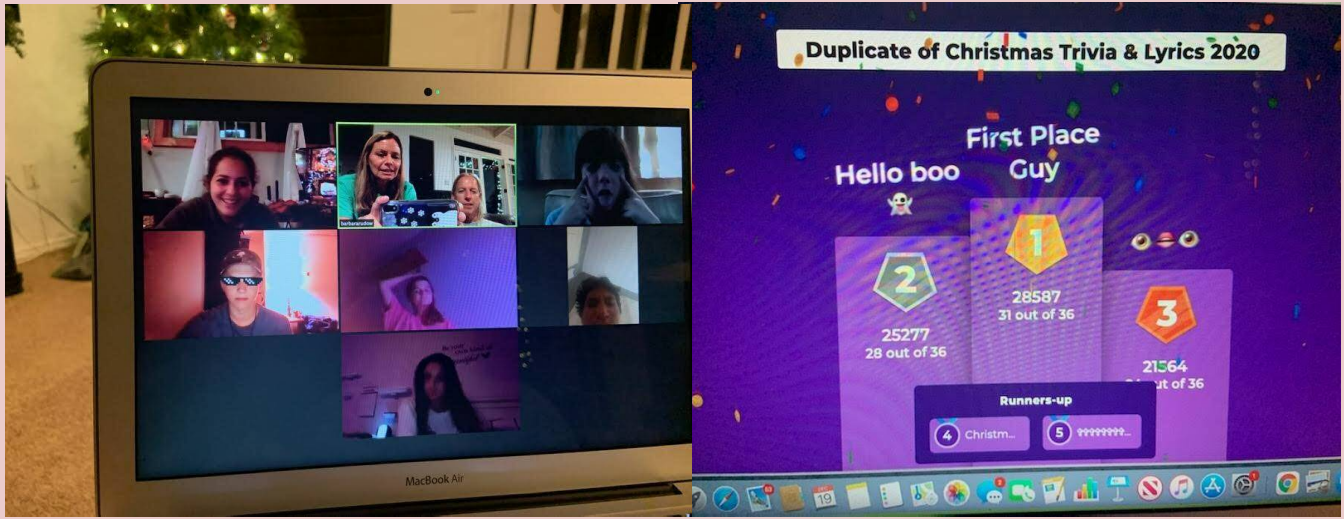 MacBook Air
Duplicate of Christmas Trivia & Lyrics 2020
First Place
Guy
Hello boo
1
28587
31 out of 36
2
25277
28 out of 36
3
21564
out of 36
Runners-up
4 Christm...
5
19